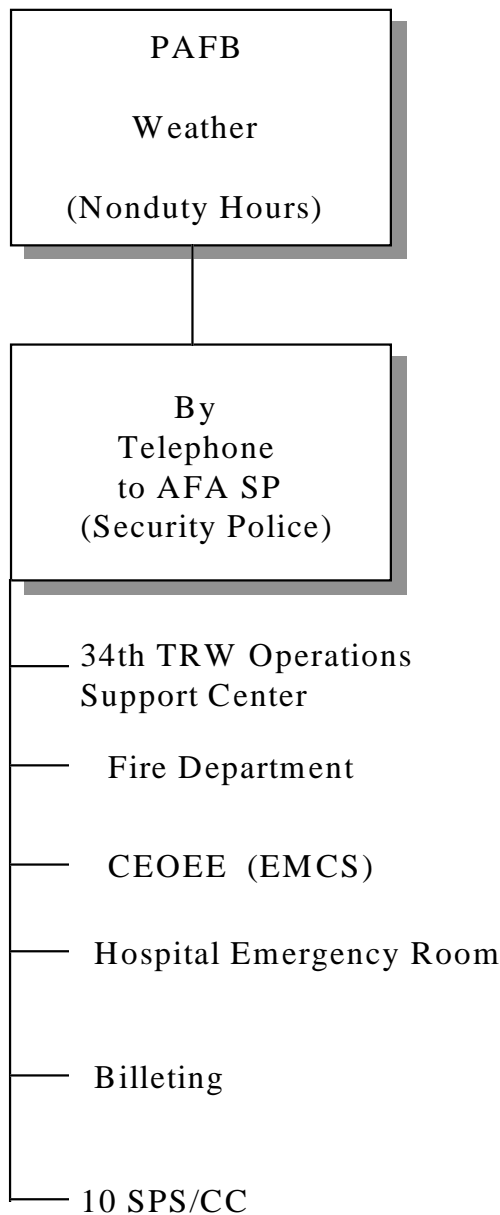 PAFB
Weather
(Nonduty Hours)
By
Telephone
to AFA SP
(Security Police)
34th TRW Operations
Support Center
Fire Department
CEOEE (EMCS)
Hospital Emergency Room
Billeting
10 SPS/CC